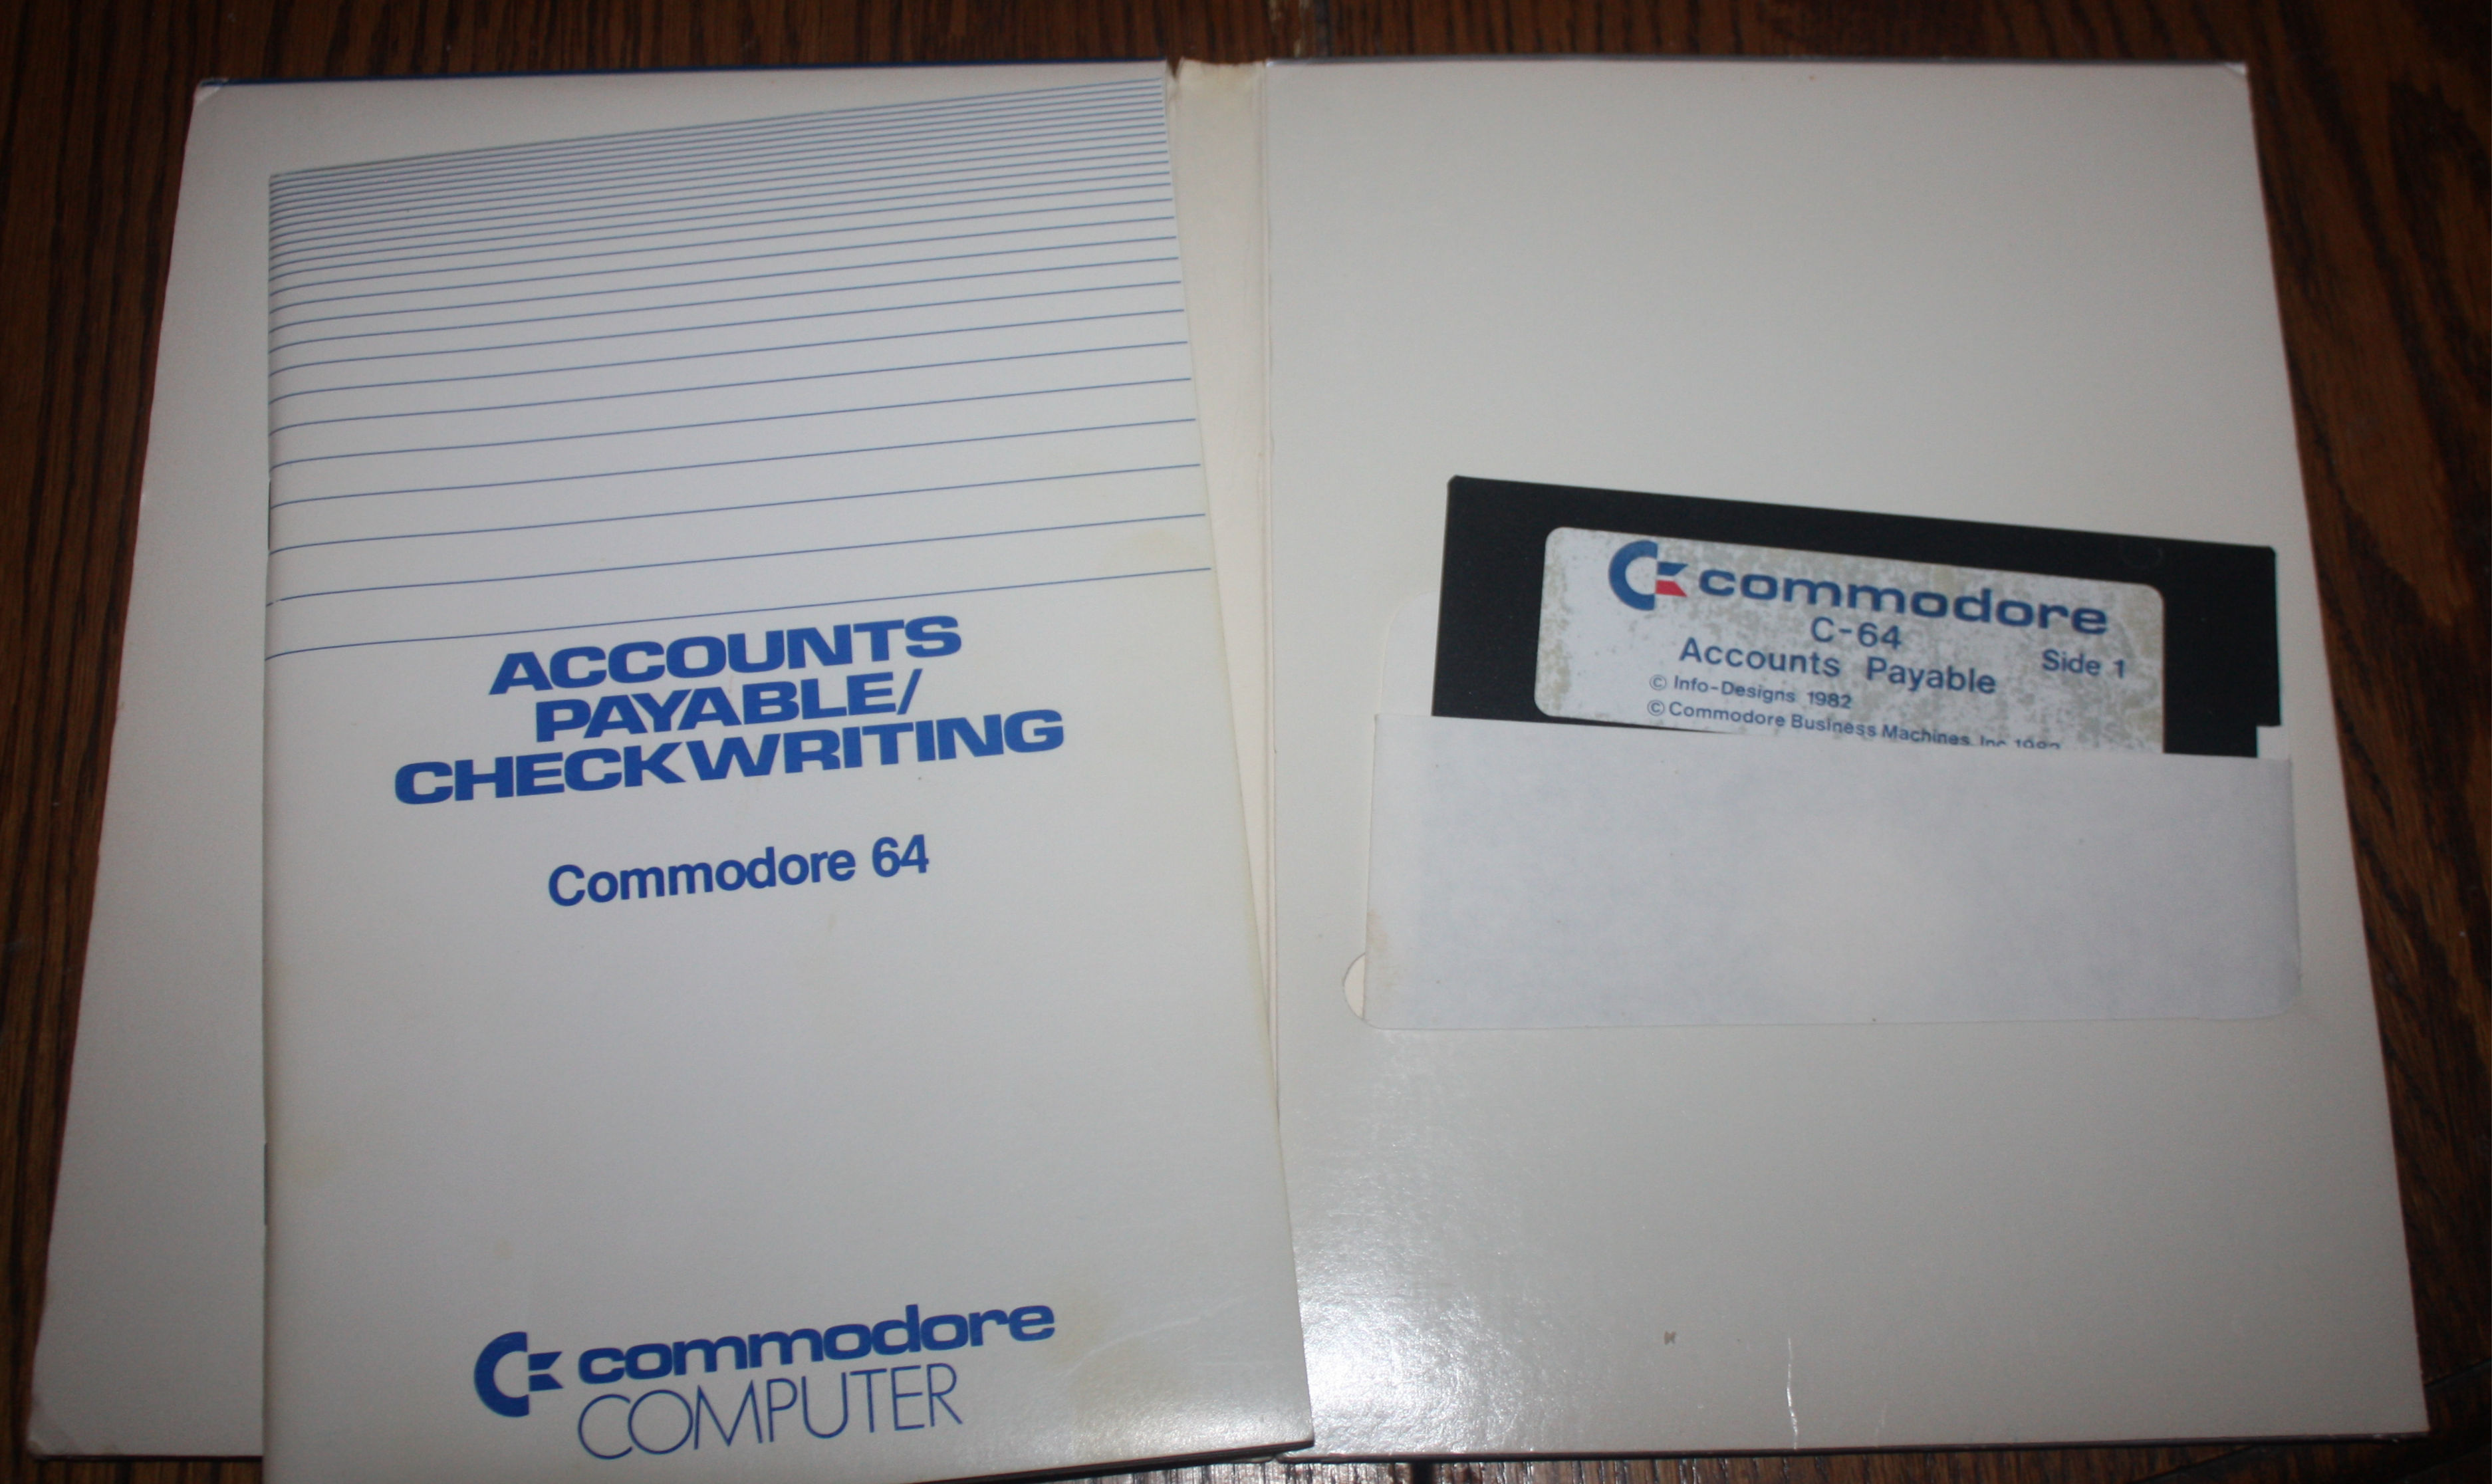 ACCOUNTS
PAYABLE/
CHECKWRITING
Commodore 64
commodore
COMPUTER
commodore
C-64
Accounts Payable Side 1
© Info-Designs 1982
© Commodore Business Machines, Inc 1982